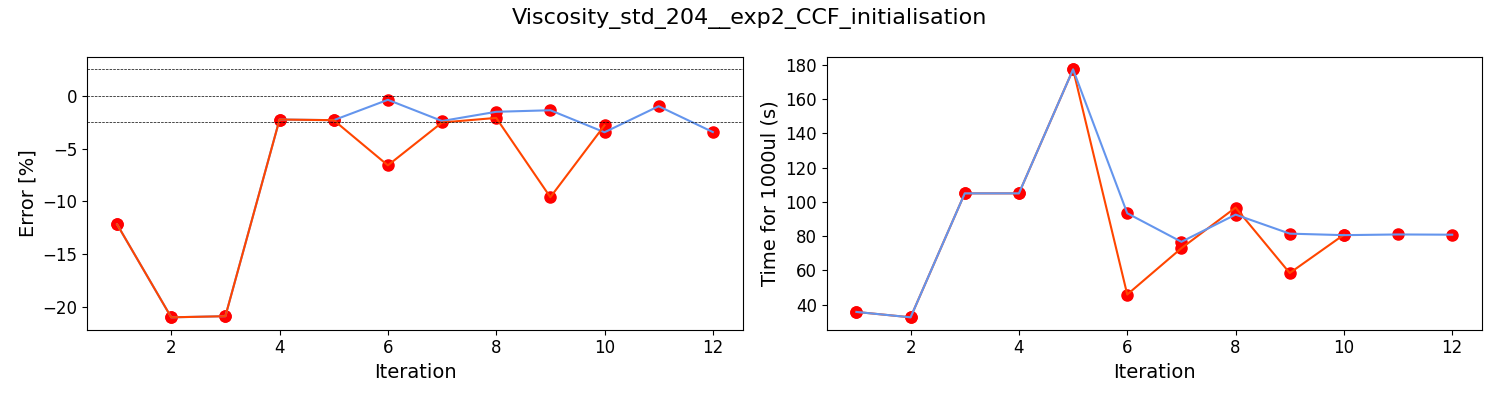 Viscosity_std_204__exp2_CCF_initialisation
Error [%]
0
−5
−10
−15
−20
2 4 6 8 10 12
Iteration
Time for 1000ul (s)
180
160
140
120
100
80
60
40
2 4 6 8 10 12
Iteration